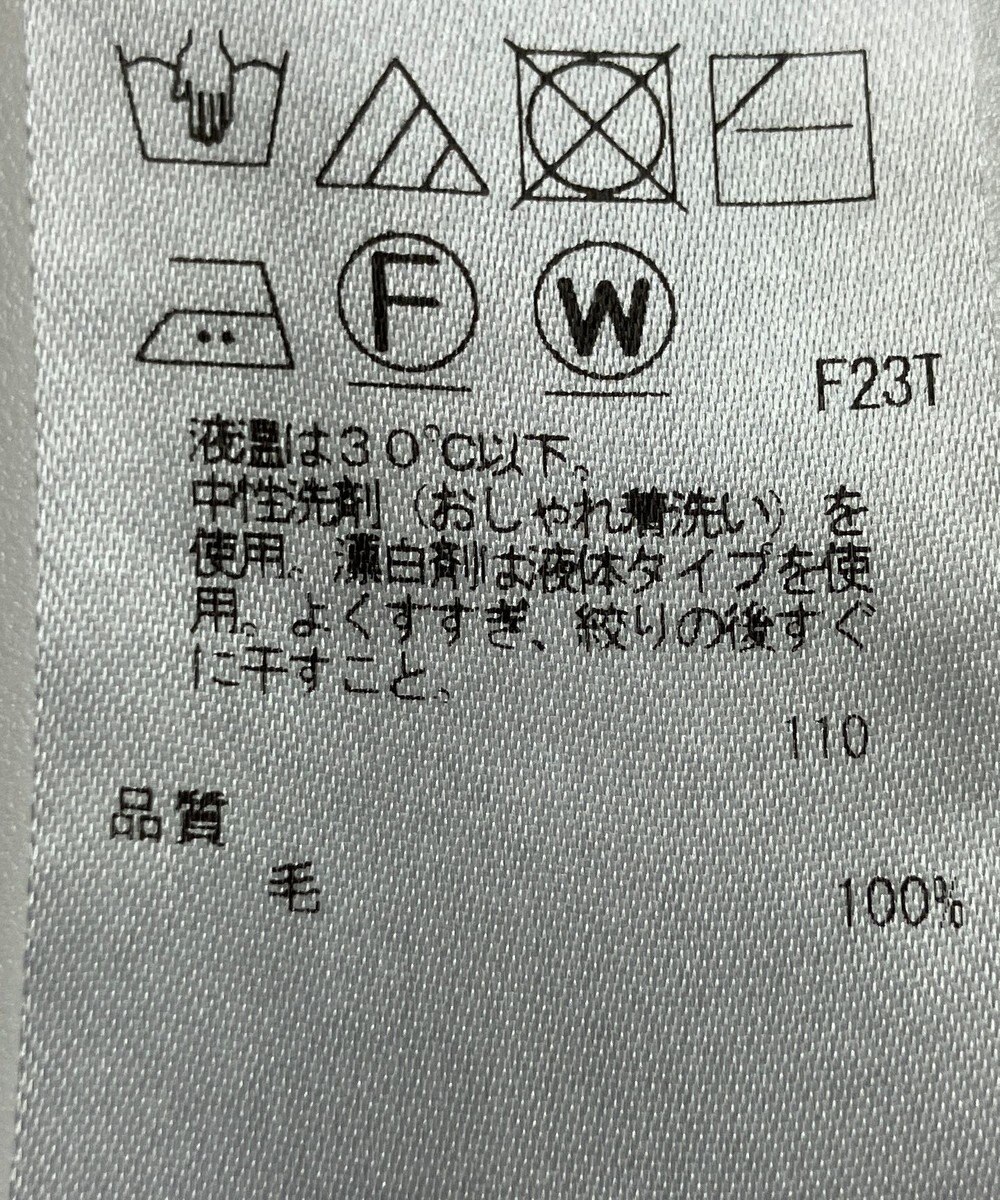 F W
F23T
液温は30℃以下。
中性洗剤(おしゃれ着洗い)を
使用。漂白剤は液体タイプを使
用。よくすすぎ、絞りの後すぐ
に干すこと。
110
品質
毛 100%